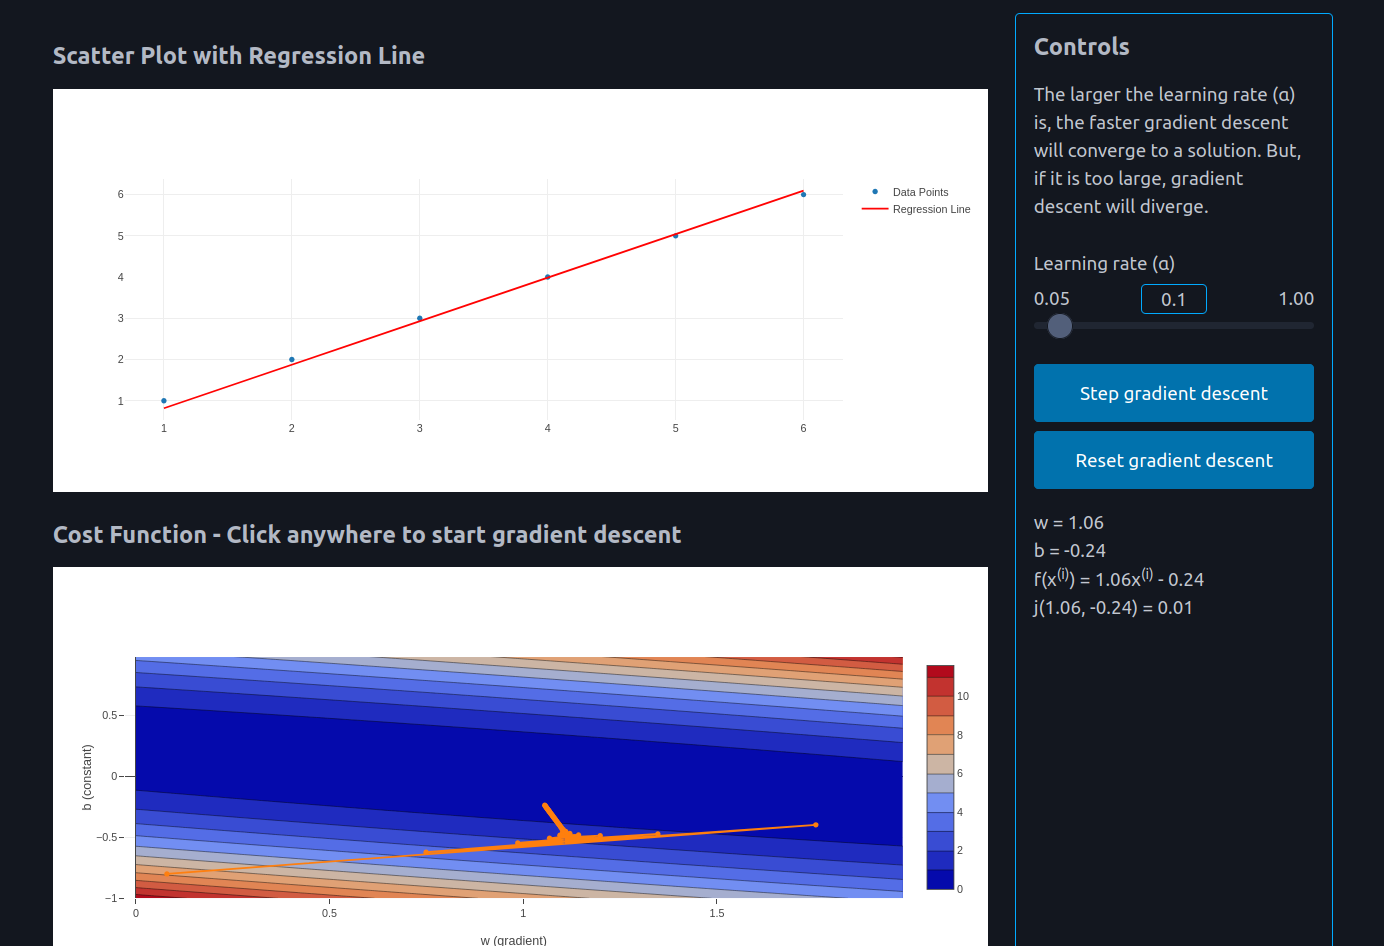 Scatter Plot with Regression Line
6
5
4
3
2
1
1
2
3
4
5
6
Data Points
Regression Line
Cost Function - Click anywhere to start gradient descent
b (constant)
0.5
0
−0.5
−1
0
0.5
1
1.5
w (gradient)
10
8
6
4
2
0
Controls
The larger the learning rate (α)
is, the faster gradient descent
will converge to a solution. But,
if it is too large, gradient
descent will diverge.
Learning rate (α)
0.05
0.1
1.00
Step gradient descent
Reset gradient descent
w = 1.06
b = -0.24
f(x⁽ⁱ⁾) = 1.06x⁽ⁱ⁾ - 0.24
j(1.06, -0.24) = 0.01